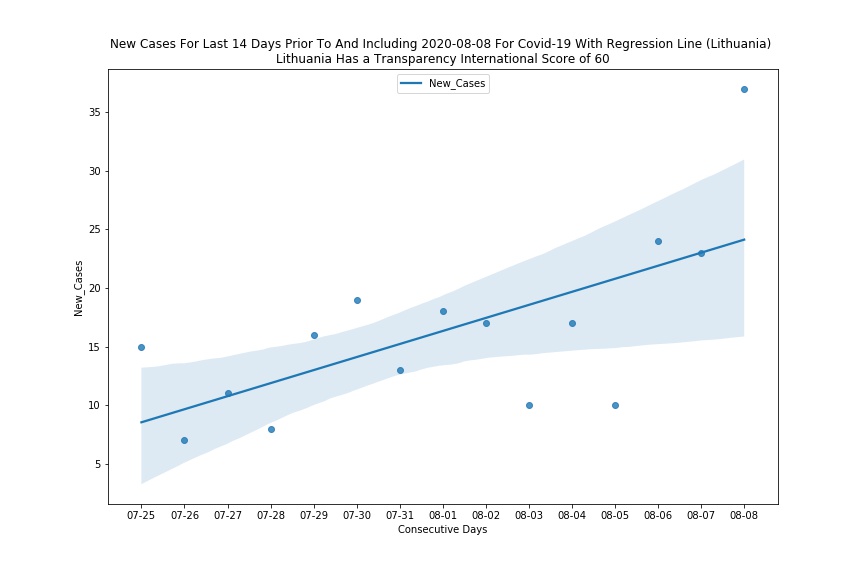 New Cases For Last 14 Days Prior To And Including 2020-08-08 For Covid-19 With Regression Line (Lithuania)
Lithuania Has a Transparency International Score of 60
New_Cases
35
30
25
20
15
10
5
New_Cases
07-25 07-26 07-27 07-28 07-29 07-30 07-31 08-01 08-02 08-03 08-04 08-05 08-06 08-07 08-08
Consecutive Days